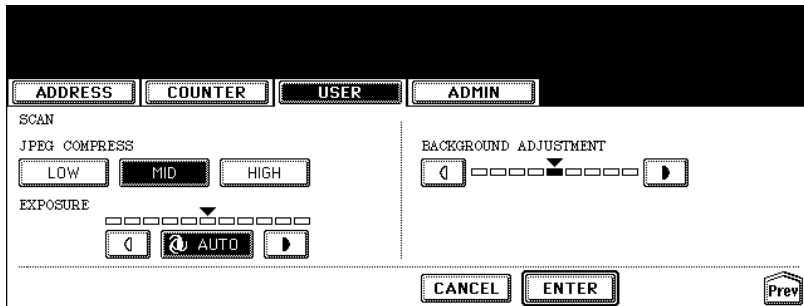 ADDRESS COUNTER USER ADMIN
SCAN
JPEG COMPRESS
LOW MID HIGH
EXPOSURE
AUTO
BACKGROUND ADJUSTMENT
CANCEL ENTER Prev